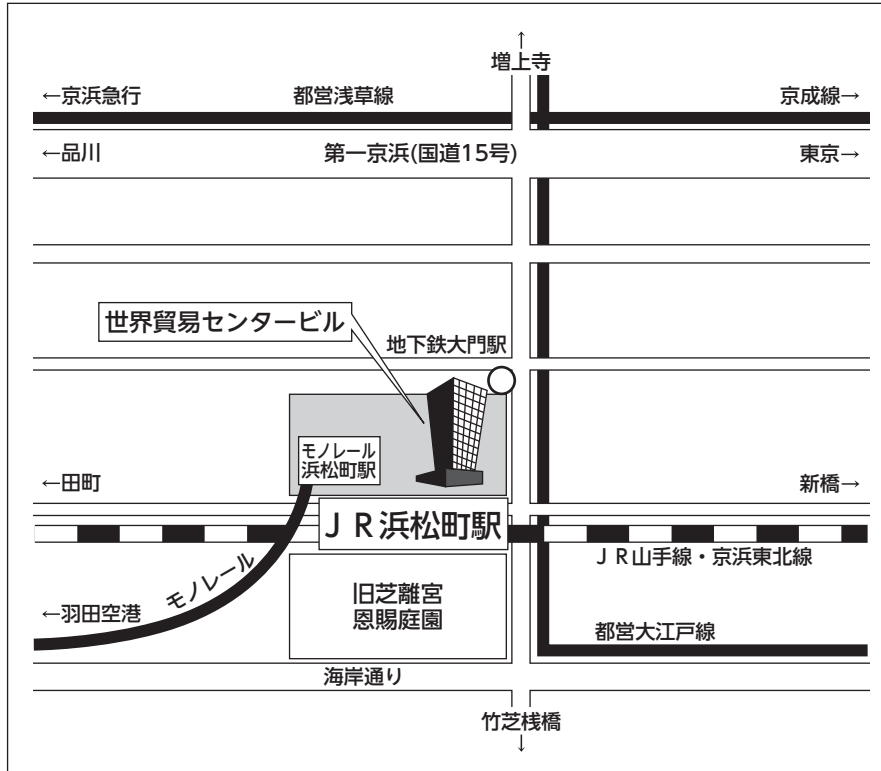 ↑
増上寺
←京浜急行
都営浅草線
京成線→
←品川
第一京浜(国道15号)
東京→
世界貿易センタービル
地下鉄大門駅
モノレール
浜松町駅
←田町
新橋→
ＪＲ浜松町駅
ＪＲ山手線・京浜東北線
モノレール
旧芝離宮
恩賜庭園
←羽田空港
都営大江戸線
海岸通り
竹芝桟橋
↓